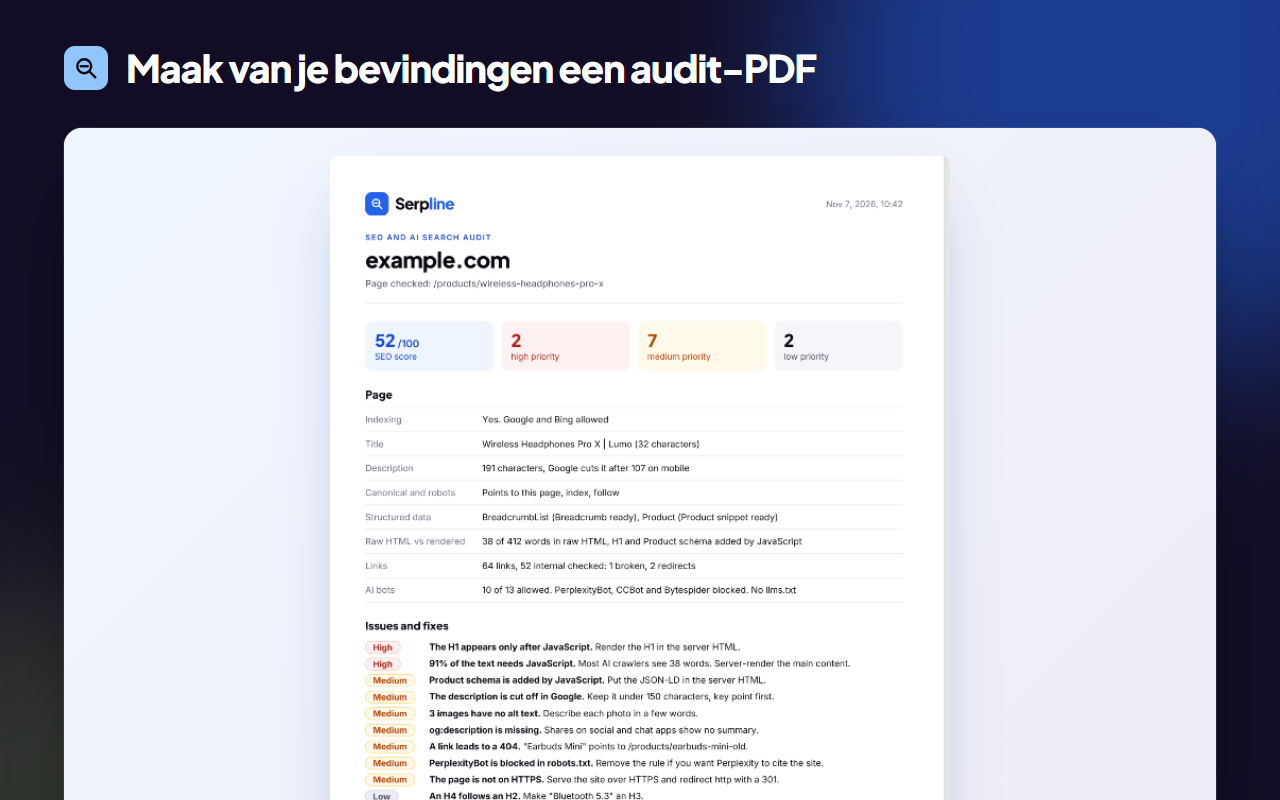 Maak van je bevindingen een audit-PDF
Serpline
Nov 7, 2026, 10:42
SEO AND AI SEARCH AUDIT
example.com
Page checked: /products/wireless-headphones-pro-x
52 /100
SEO score
2
high priority
7
medium priority
2
low priority
Page
Indexing Yes. Google and Bing allowed
Title Wireless Headphones Pro X | Lumo (32 characters)
Description 191 characters, Google cuts it after 107 on mobile
Canonical and robots Points to this page, index, follow
Structured data BreadcrumbList (Breadcrumb ready), Product (Product snippet ready)
Raw HTML vs rendered 38 of 412 words in raw HTML, H1 and Product schema added by JavaScript
Links 64 links, 52 internal checked: 1 broken, 2 redirects
AI bots 10 of 13 allowed. PerplexityBot, CCBot and Bytespider blocked. No llms.txt
Issues and fixes
High The H1 appears only after JavaScript. Render the H1 in the server HTML.
High 91% of the text needs JavaScript. Most AI crawlers see 38 words. Server-render the main content.
Medium Product schema is added by JavaScript. Put the JSON-LD in the server HTML.
Medium The description is cut off in Google. Keep it under 150 characters, key point first.
Medium 3 images have no alt text. Describe each photo in a few words.
Medium og:description is missing. Shares on social and chat apps show no summary.
Medium A link leads to a 404. "Earbuds Mini" points to /products/earbuds-mini-old.
Medium PerplexityBot is blocked in robots.txt. Remove the rule if you want Perplexity to cite the site.
Medium The page is not on HTTPS. Serve the site over HTTPS and redirect http with a 301.
Low An H4 follows an H2. Make "Bluetooth 5.3" an H3.